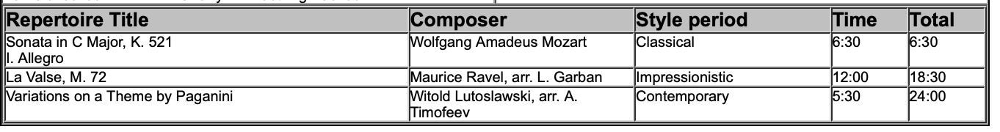 Repertoire Title Composer Style period Time Total
Sonata in C Major, K. 521 Wolfgang Amadeus Mozart Classical 6:30 6:30
I. Allegro
La Valse, M. 72 Maurice Ravel, arr. L. Garban Impressionistic 12:00 18:30
Variations on a Theme by Paganini Witold Lutoslawski, arr. A. Contemporary 5:30 24:00
Timofeev